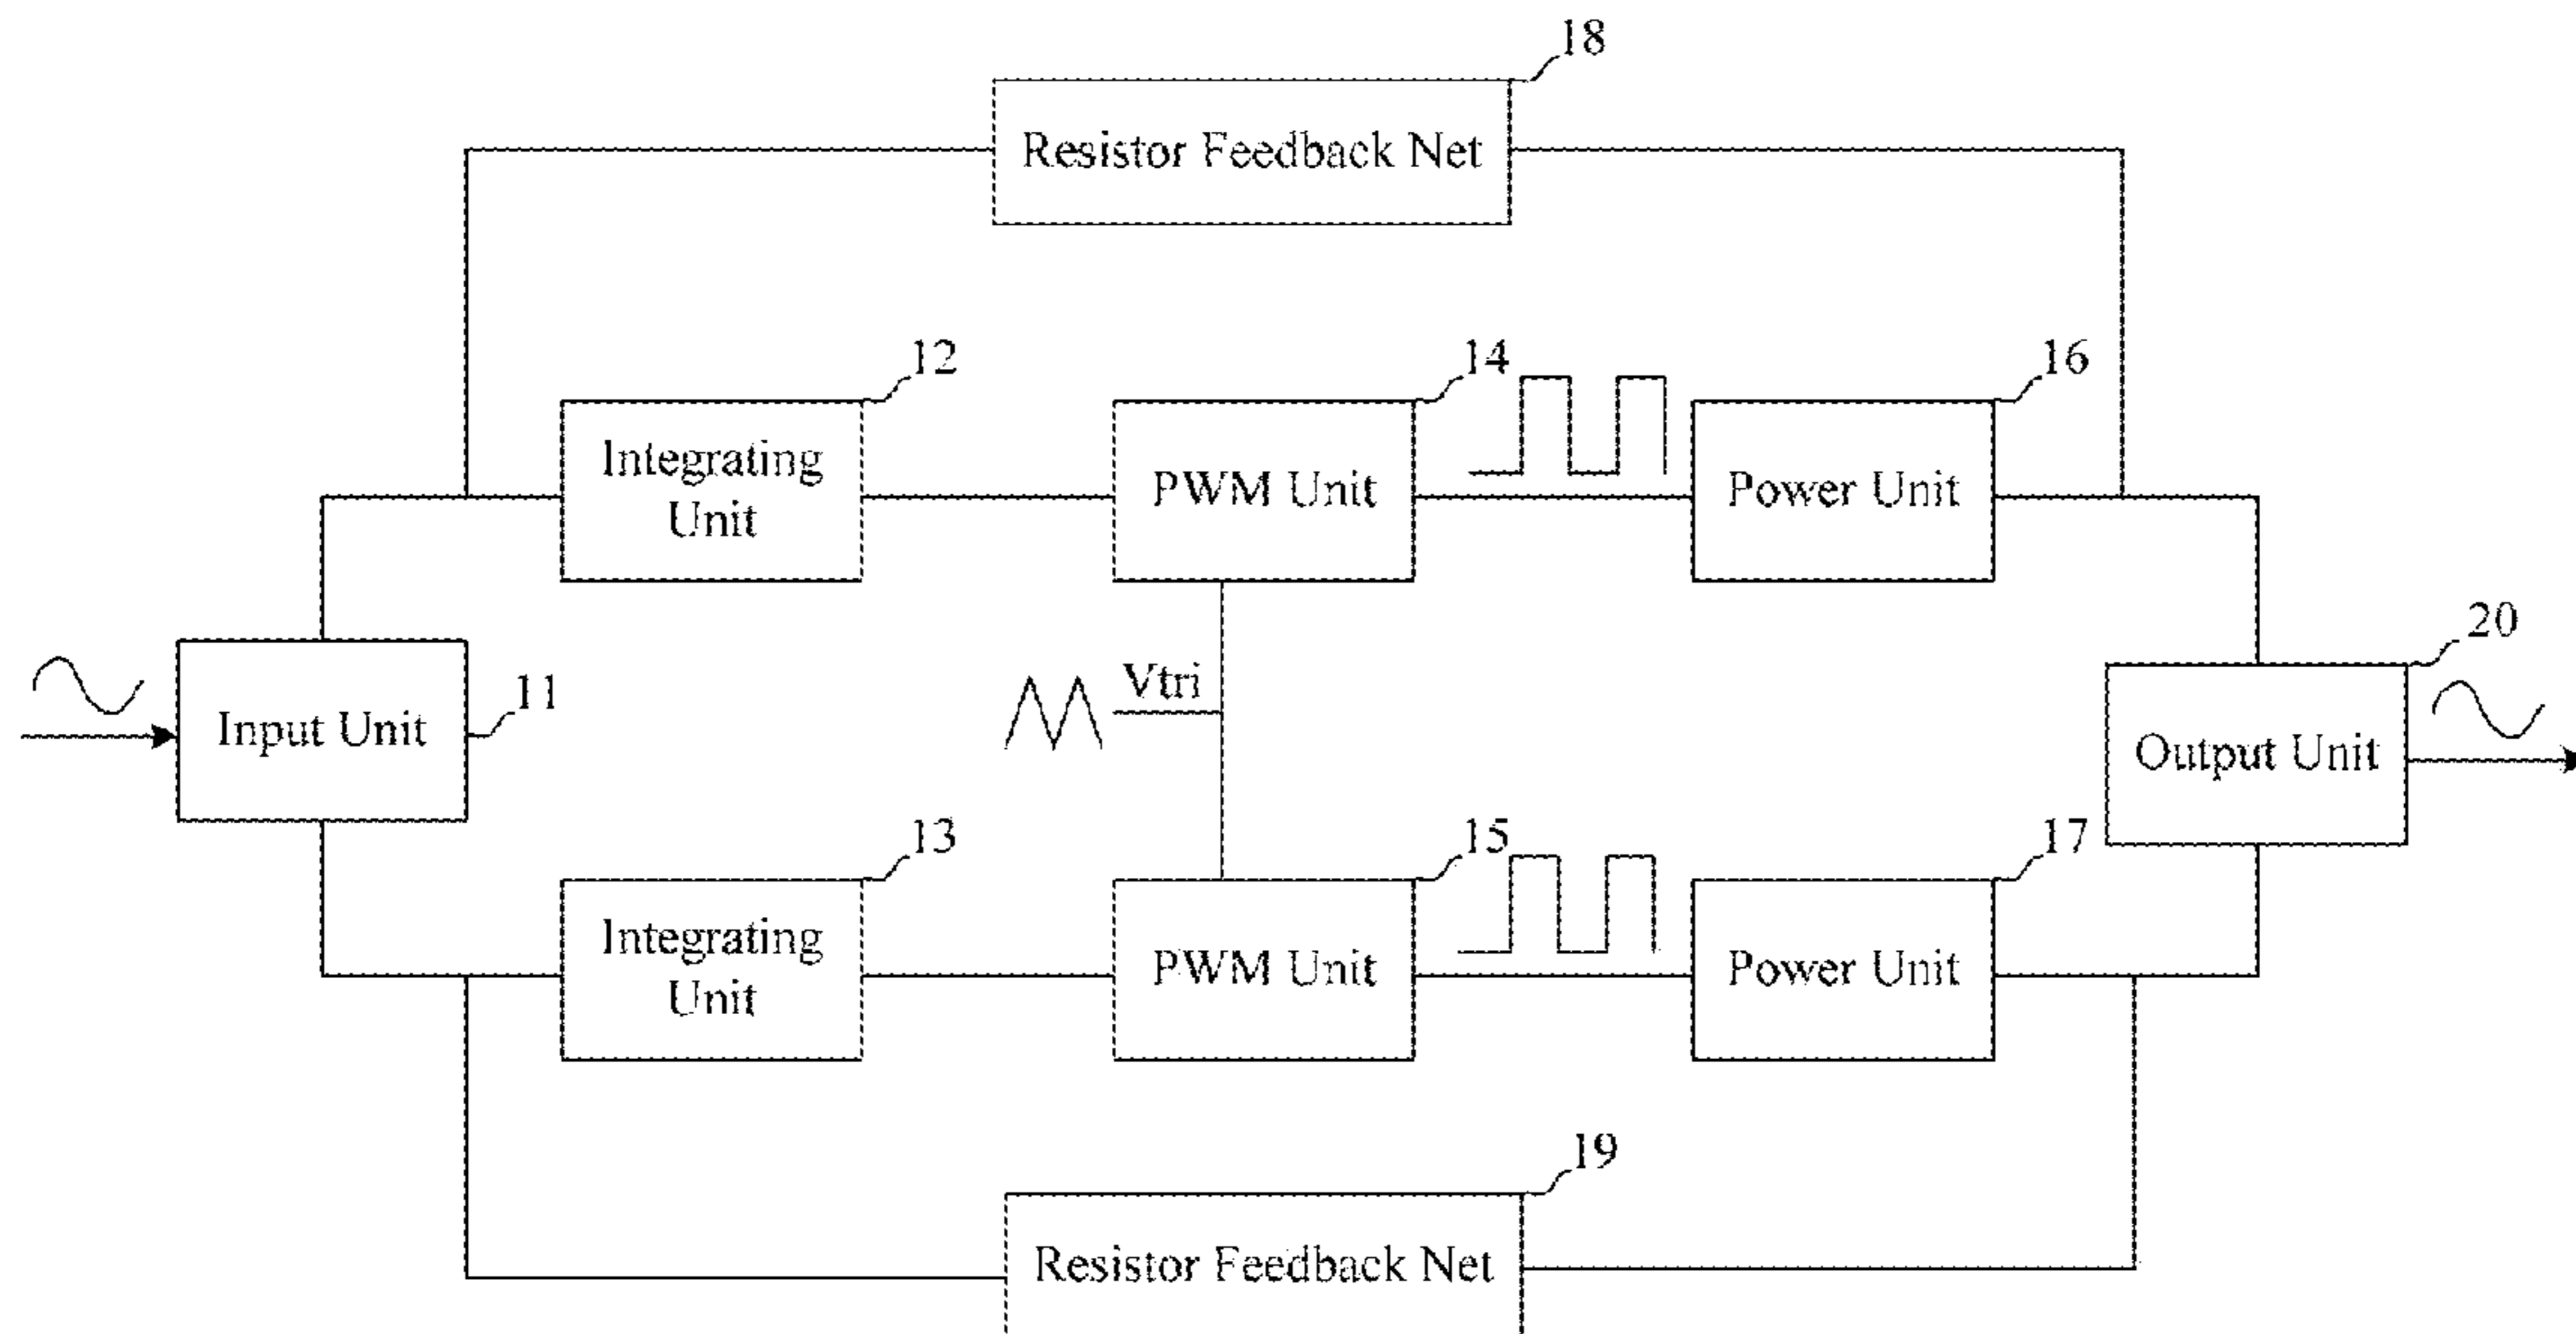 18
Resistor Feedback Net
12
14
16
Integrating
Unit
PWM Unit
Power Unit
20
11
Vtri
Input Unit
Output Unit
13
15
17
Integrating
Unit
PWM Unit
Power Unit
19
Resistor Feedback Net